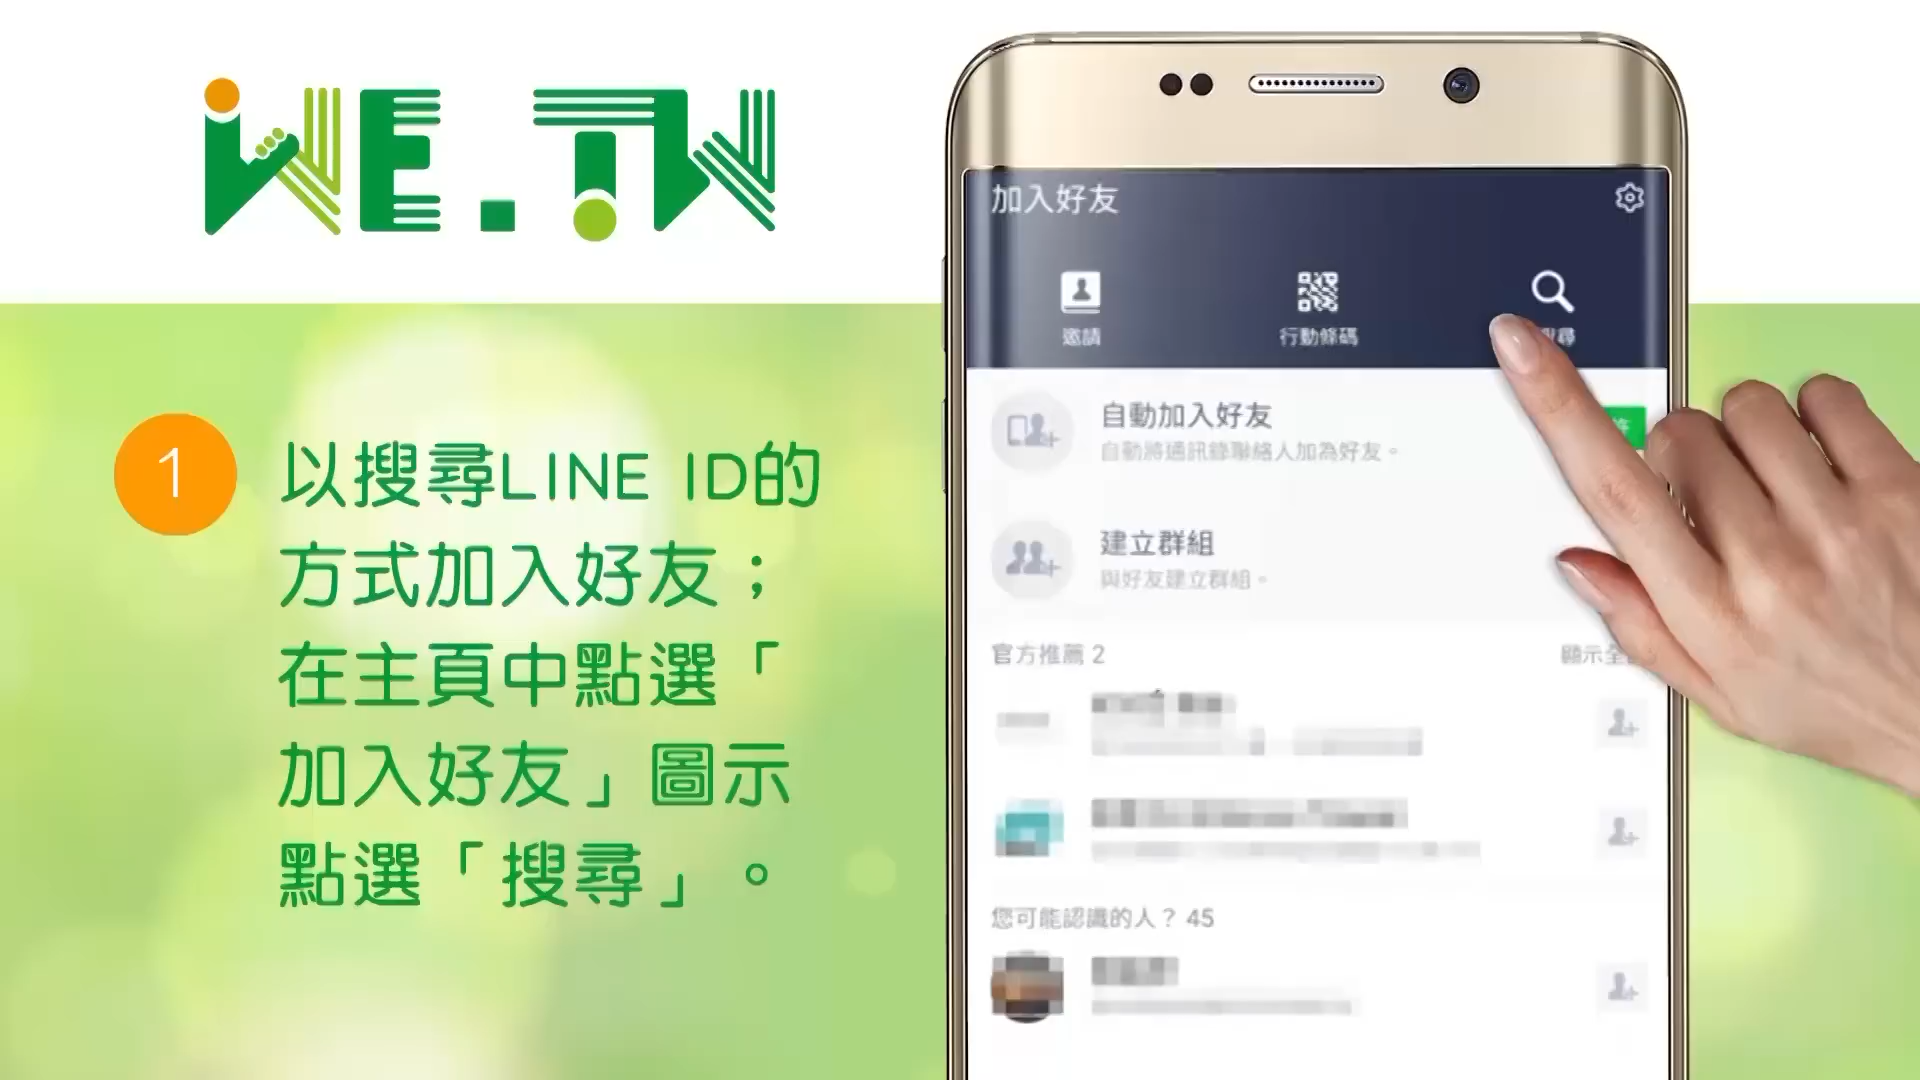 WE.TW
1
以搜尋LINE ID的
方式加入好友；
在主頁中點選「
加入好友」圖示
點選「搜尋」。
加入好友
邀請
行動條碼
自動加入好友
自動將通訊錄聯絡人加為好友。
建立群組
與好友建立群組。
官方推薦 2
顯示全
您可能認識的人？ 45